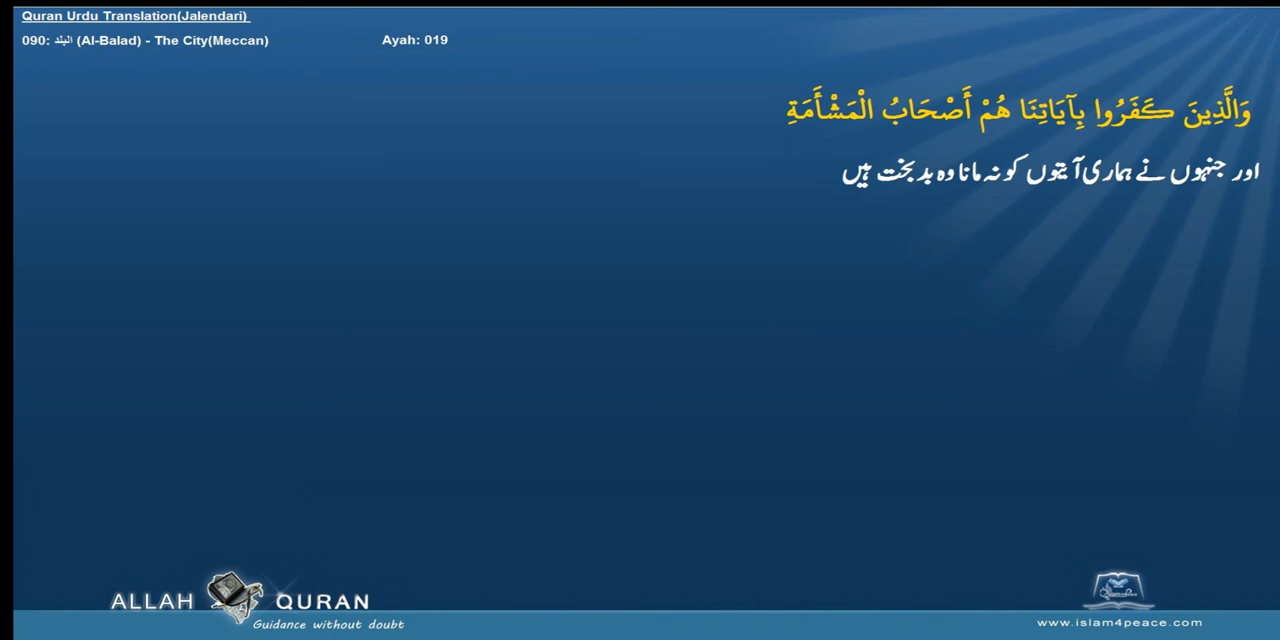 Quran Urdu Translation(Jalendari)
090: البلد (Al-Balad) - The City(Meccan) Ayah: 019
وَالَّذِينَ كَفَرُوا بِآيَاتِنَا هُمْ أَصْحَابُ الْمَشْأَمَةِ
اور جنہوں نے ہماری آیتوں کو نہ مانا وہ بدبخت ہیں
ALLAH QURAN
Guidance without doubt
www.islam4peace.com